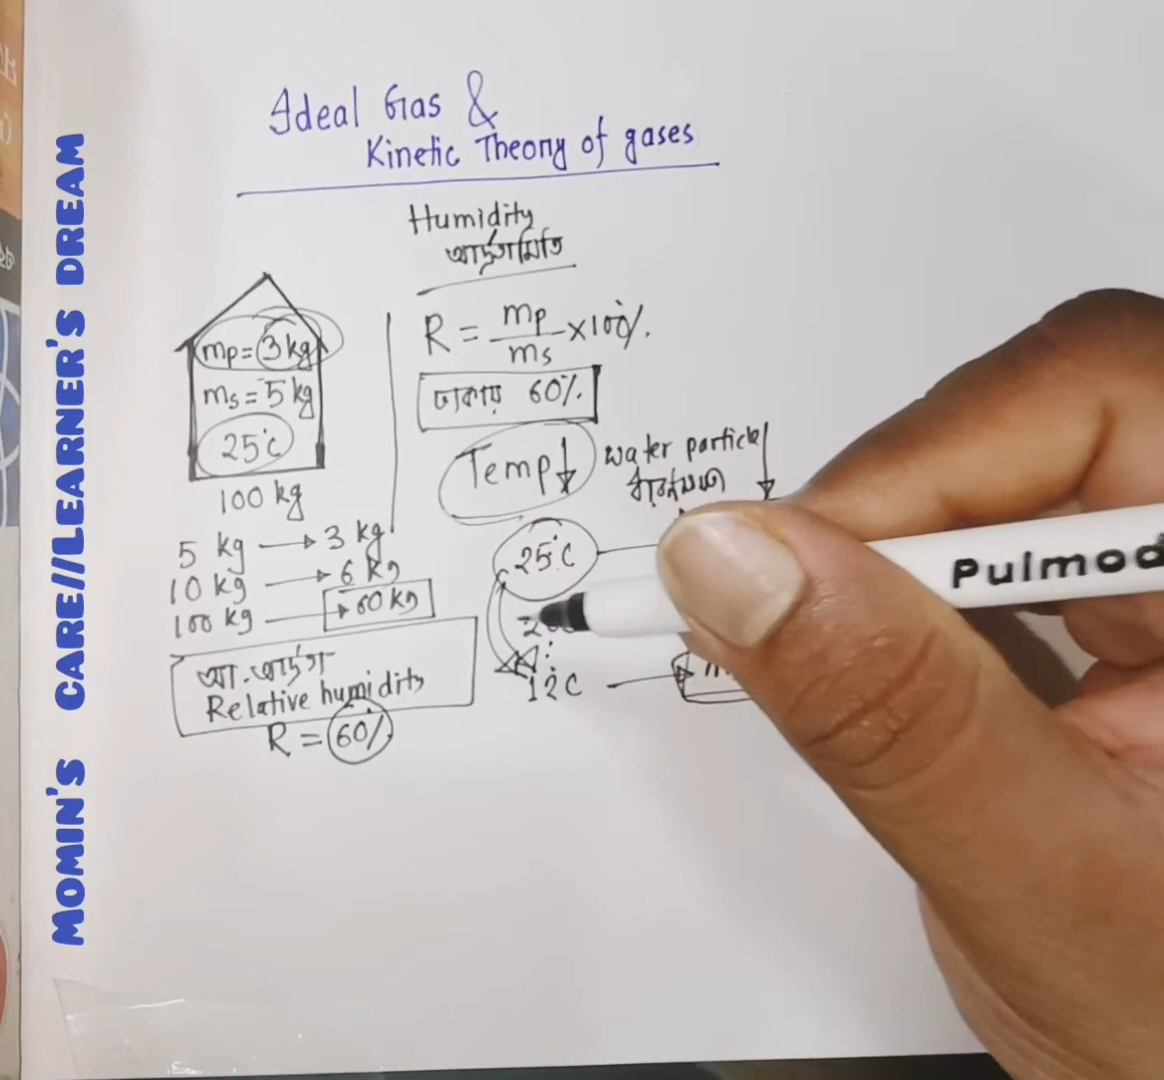 Ideal Gas &
Kinetic Theory of gases
Humidity
আর্দ্রতামিতি
mp = 3 kg
ms = 5 kg
25°C
100 kg
5 kg → 3 kg
10 kg → 6 kg
100 kg → 60 kg
আ. আর্দ্রতা
Relative humidity
R = 60%
R = mp/ms × 100%.
ঢাকায় 60%.
Temp↓ water particle ↓
25°C
12°C →
Pulmod
MOMIN'S CARE//LEARNER'S DREAM